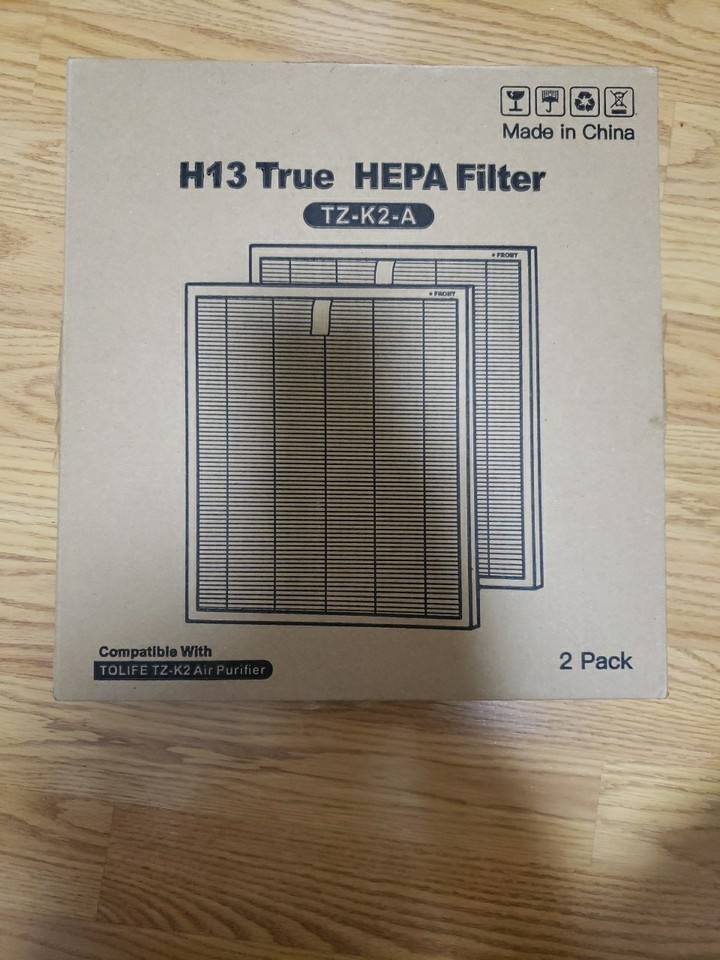 Made in China
H13 True HEPA Filter
TZ-K2-A
★ FRONT
★ FRONT
Compatible With
TOLIFE TZ-K2 Air Purifier
2 Pack